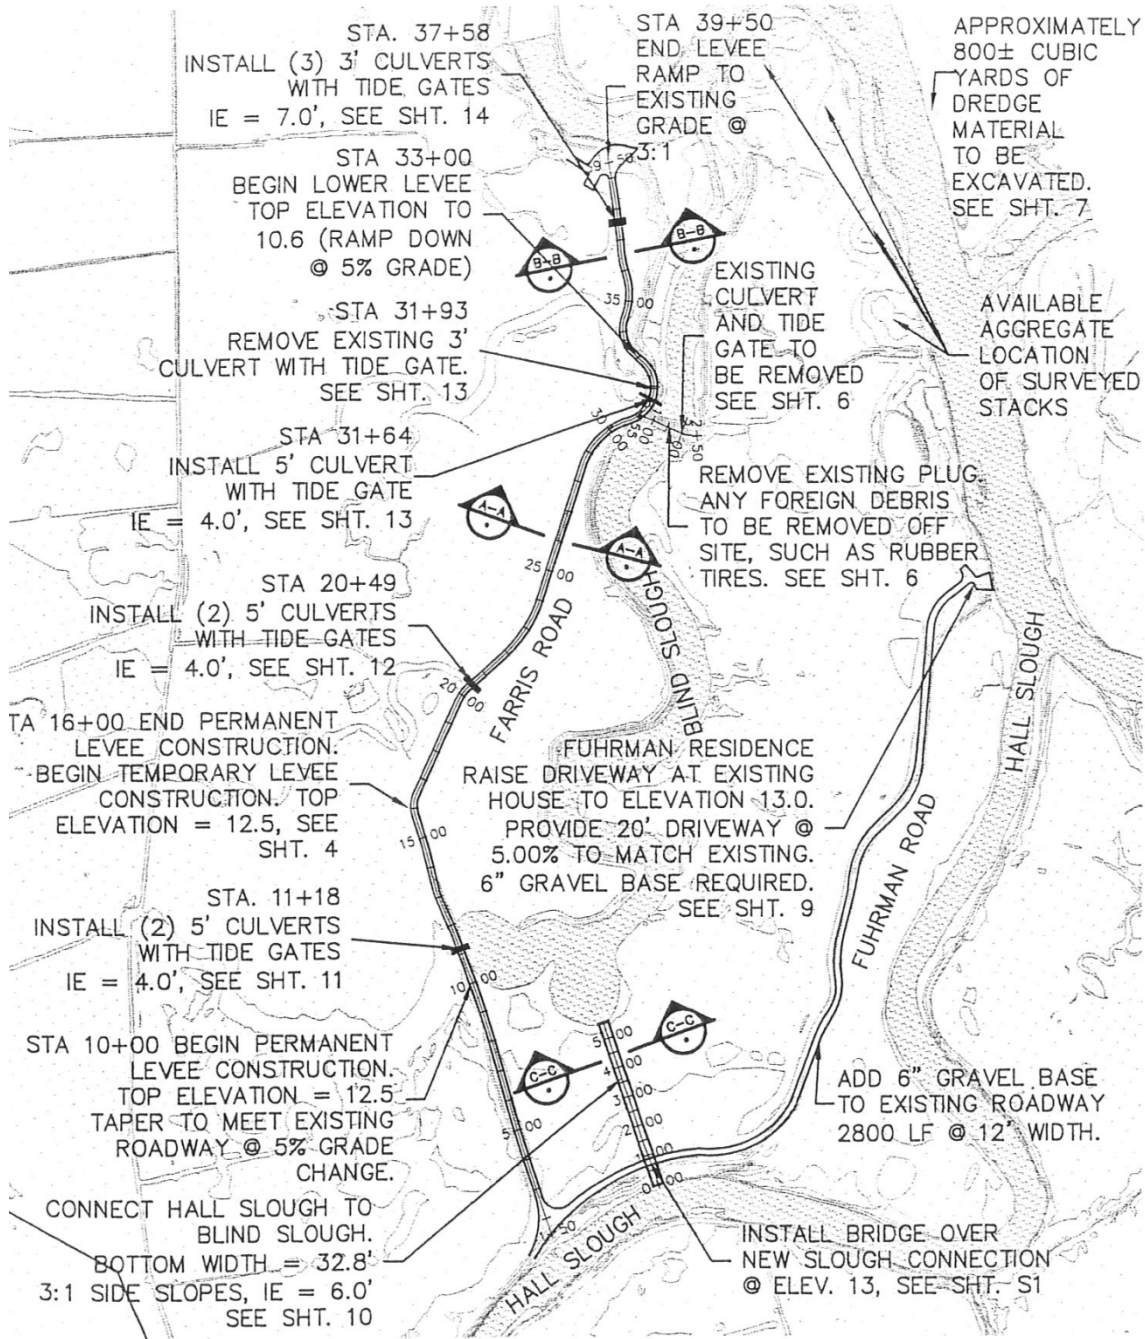 STA. 37+58
INSTALL (3) 3' CULVERTS
WITH TIDE GATES
IE = 7.0', SEE SHT. 14
STA 39+50
END LEVEE
RAMP TO
EXISTING
GRADE @
3:1
APPROXIMATELY
800± CUBIC
YARDS OF
DREDGE
MATERIAL
TO BE
EXCAVATED.
SEE SHT. 7
STA 33+00
BEGIN LOWER LEVEE
TOP ELEVATION TO
10.6 (RAMP DOWN
@ 5% GRADE)
B-B
B-B
EXISTING
CULVERT
AND TIDE
GATE TO
BE REMOVED
SEE SHT. 6
AVAILABLE
AGGREGATE
LOCATION
OF SURVEYED
STACKS
35 00
STA 31+93
REMOVE EXISTING 3'
CULVERT WITH TIDE GATE.
SEE SHT. 13
30 00
STA 31+64
INSTALL 5' CULVERT
WITH TIDE GATE
IE = 4.0', SEE SHT. 13
REMOVE EXISTING PLUG.
ANY FOREIGN DEBRIS
TO BE REMOVED OFF
SITE, SUCH AS RUBBER
TIRES. SEE SHT. 6
A-A
A-A
25 00
STA 20+49
INSTALL (2) 5' CULVERTS
WITH TIDE GATES
IE = 4.0', SEE SHT. 12
20 00
FARRIS ROAD
BLIND SLOUGH
HALL SLOUGH
TA 16+00 END PERMANENT
LEVEE CONSTRUCTION.
BEGIN TEMPORARY LEVEE
CONSTRUCTION. TOP
ELEVATION = 12.5, SEE
SHT. 4
15 00
FUHRMAN RESIDENCE
RAISE DRIVEWAY AT EXISTING
HOUSE TO ELEVATION 13.0.
PROVIDE 20' DRIVEWAY @
5.00% TO MATCH EXISTING.
6" GRAVEL BASE REQUIRED.
SEE SHT. 9
FUHRMAN ROAD
STA. 11+18
INSTALL (2) 5' CULVERTS
WITH TIDE GATES
IE = 4.0', SEE SHT. 11
10 00
STA 10+00 BEGIN PERMANENT
LEVEE CONSTRUCTION.
TOP ELEVATION = 12.5
TAPER TO MEET EXISTING
ROADWAY @ 5% GRADE
CHANGE.
C-C
C-C
5 00
5 00
4 00
3 00
2 00
1 00
0 00
ADD 6" GRAVEL BASE
TO EXISTING ROADWAY
2800 LF @ 12' WIDTH.
CONNECT HALL SLOUGH TO
BLIND SLOUGH.
BOTTOM WIDTH = 32.8'
3:1 SIDE SLOPES, IE = 6.0'
SEE SHT. 10
HALL SLOUGH
INSTALL BRIDGE OVER
NEW SLOUGH CONNECTION
@ ELEV. 13, SEE SHT. S1